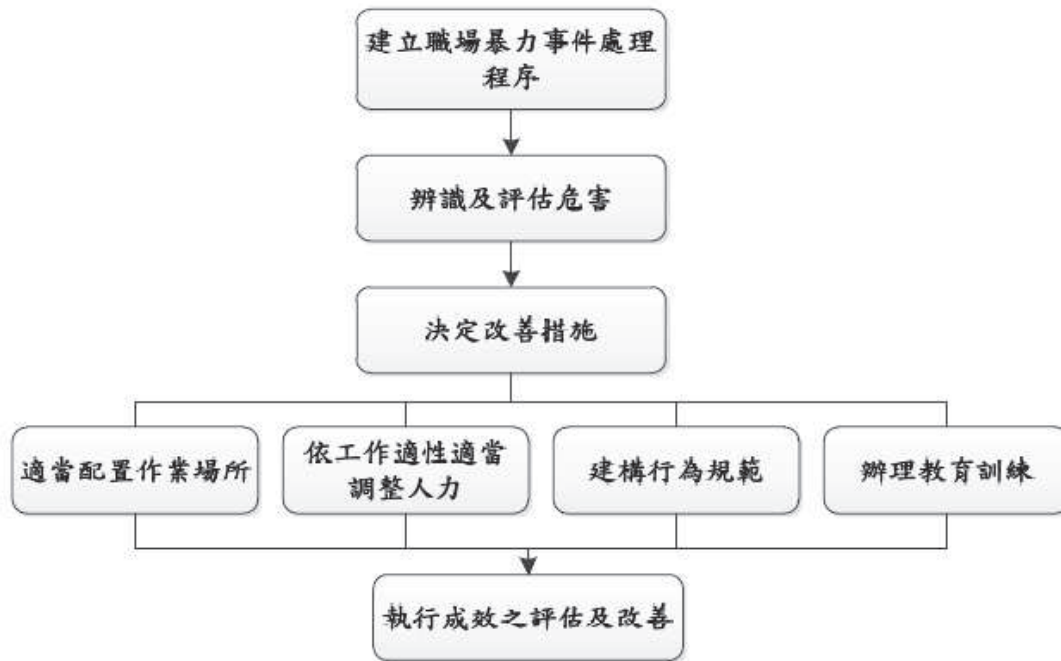 建立職場暴力事件處理
程序
辨識及評估危害
決定改善措施
適當配置作業場所
依工作適性適當
調整人力
建構行為規範
辦理教育訓練
執行成效之評估及改善